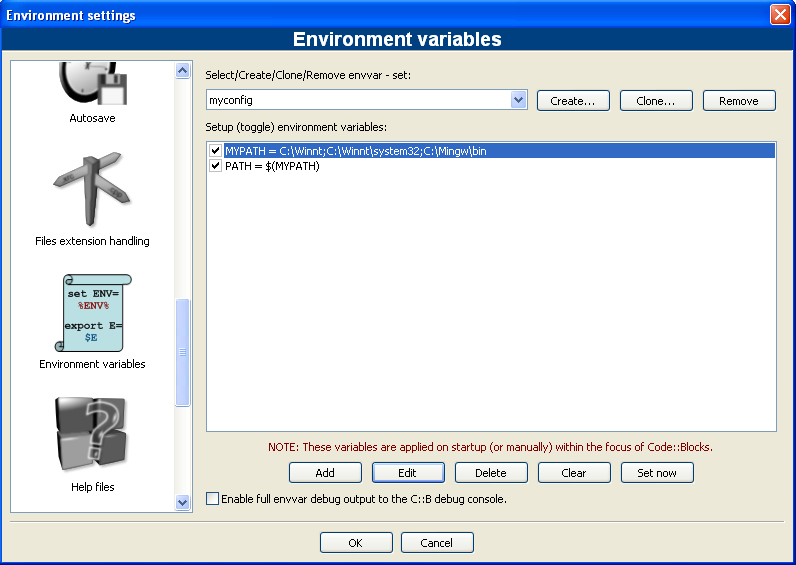 Environment settings
Environment variables
Autosave
Files extension handling
set ENV=
%ENV%
export E=
$E
Environment variables
Help files
Select/Create/Clone/Remove envvar - set:
myconfig
Create...
Clone...
Remove
Setup (toggle) environment variables:
MYPATH = C:\Winnt;C:\Winnt\system32;C:\Mingw\bin
PATH = $(MYPATH)
NOTE: These variables are applied on startup (or manually) within the focus of Code::Blocks.
Add
Edit
Delete
Clear
Set now
Enable full envvar debug output to the C::B debug console.
OK
Cancel